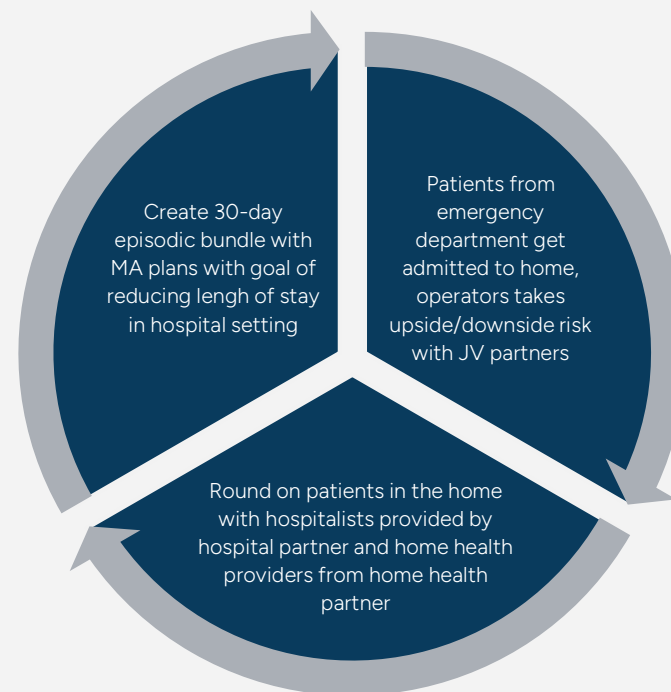 Create 30-day
episodic bundle with
MA plans with goal of
reducing lengh of stay
in hospital setting
Patients from
emergency
department get
admitted to home,
operators takes
upside/downside risk
with JV partners
Round on patients in the home
with hospitalists provided by
hospital partner and home health
providers from home health
partner